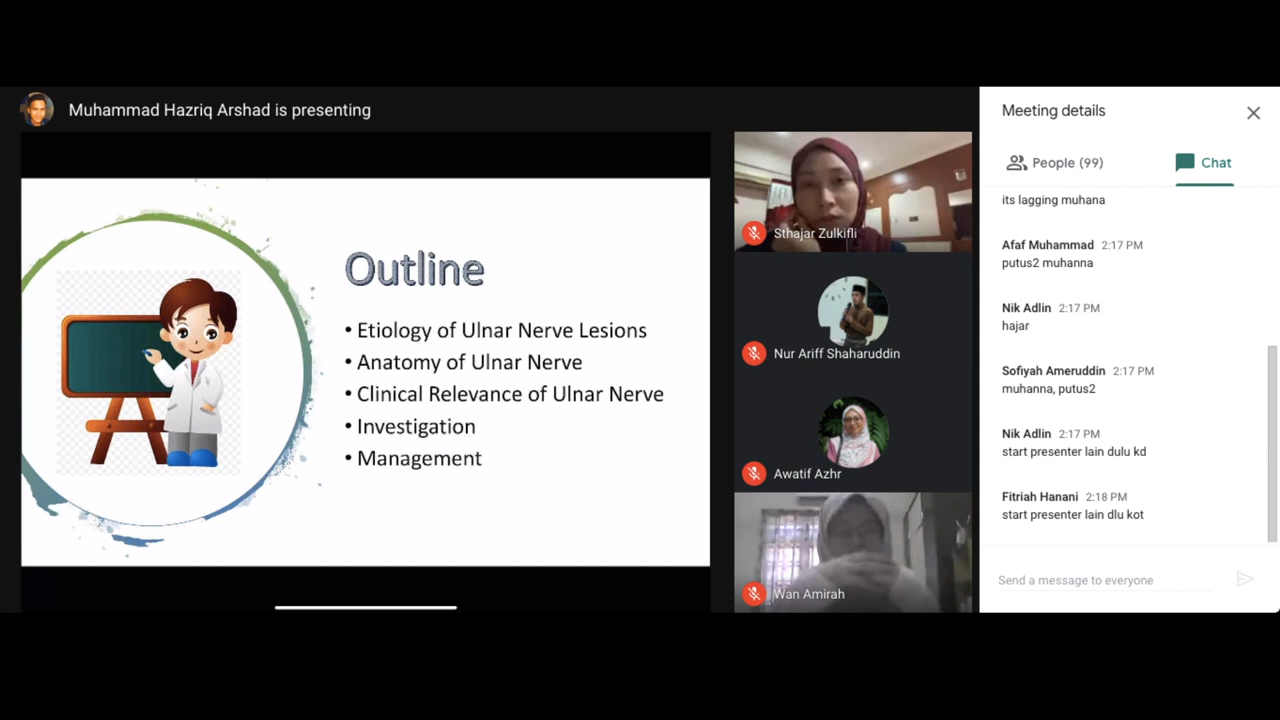 Muhammad Hazriq Arshad is presenting
Outline
• Etiology of Ulnar Nerve Lesions
• Anatomy of Ulnar Nerve
• Clinical Relevance of Ulnar Nerve
• Investigation
• Management
Sthajar Zulkifli
Nur Ariff Shaharuddin
Awatif Azhr
Wan Amirah
Meeting details
People (99)
Chat
its lagging muhana
Afaf Muhammad 2:17 PM
putus2 muhanna
Nik Adlin 2:17 PM
hajar
Sofiyah Ameruddin 2:17 PM
muhanna, putus2
Nik Adlin 2:17 PM
start presenter lain dulu kd
Fitriah Hanani 2:18 PM
start presenter lain dlu kot
Send a message to everyone